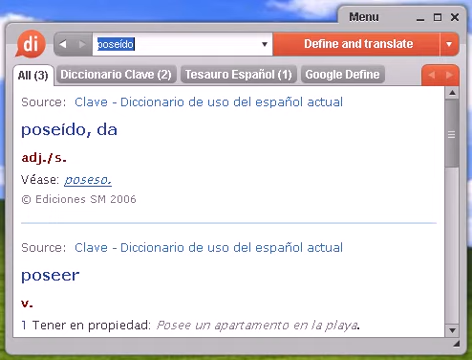 Menu
di
poseído
Define and translate
All (3)
Diccionario Clave (2)
Tesauro Español (1)
Google Define
Source: Clave - Diccionario de uso del español actual
poseído, da
adj./s.
Véase: poseso.
© Ediciones SM 2006
Source: Clave - Diccionario de uso del español actual
poseer
v.
1 Tener en propiedad: Posee un apartamento en la playa.